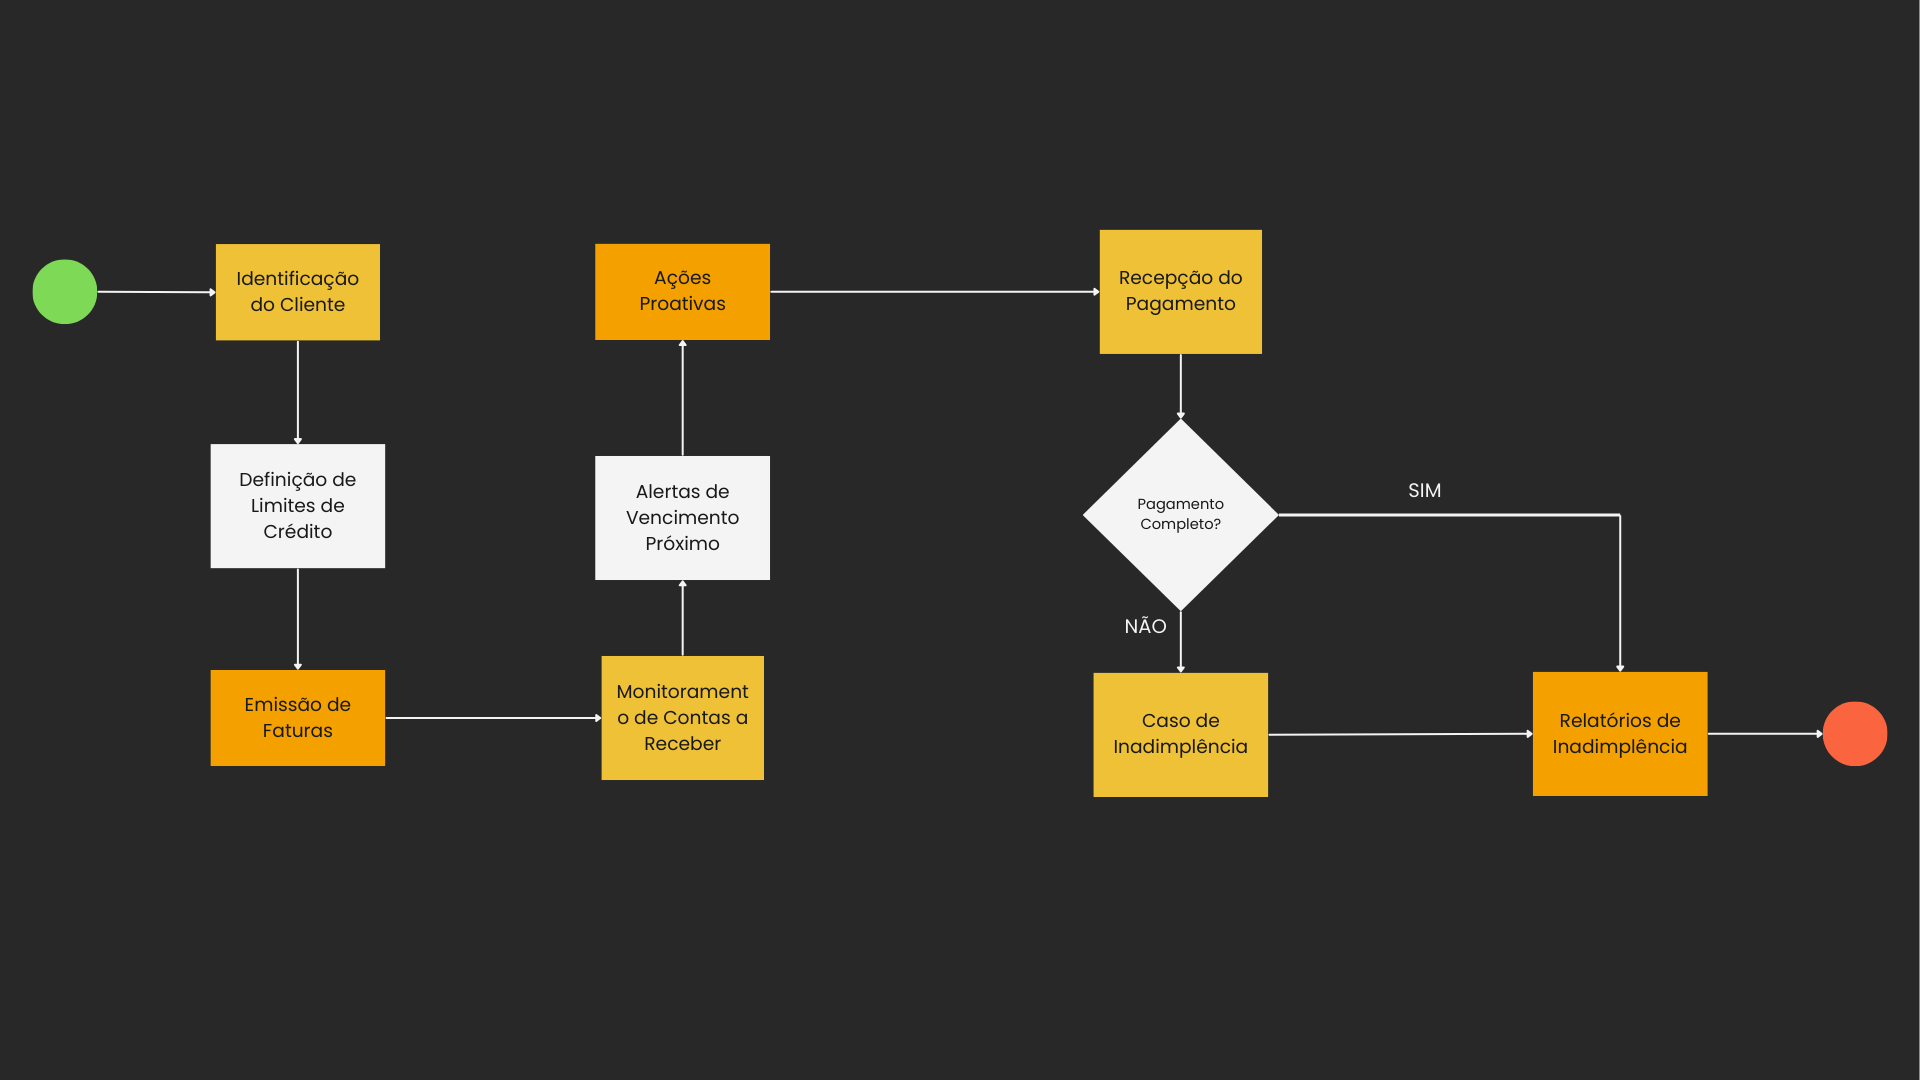 Identificação
do Cliente
Definição de
Limites de
Crédito
Emissão de
Faturas
Monitorament
o de Contas a
Receber
Alertas de
Vencimento
Próximo
Ações
Proativas
Recepção do
Pagamento
Pagamento
Completo?
SIM
NÃO
Caso de
Inadimplência
Relatórios de
Inadimplência